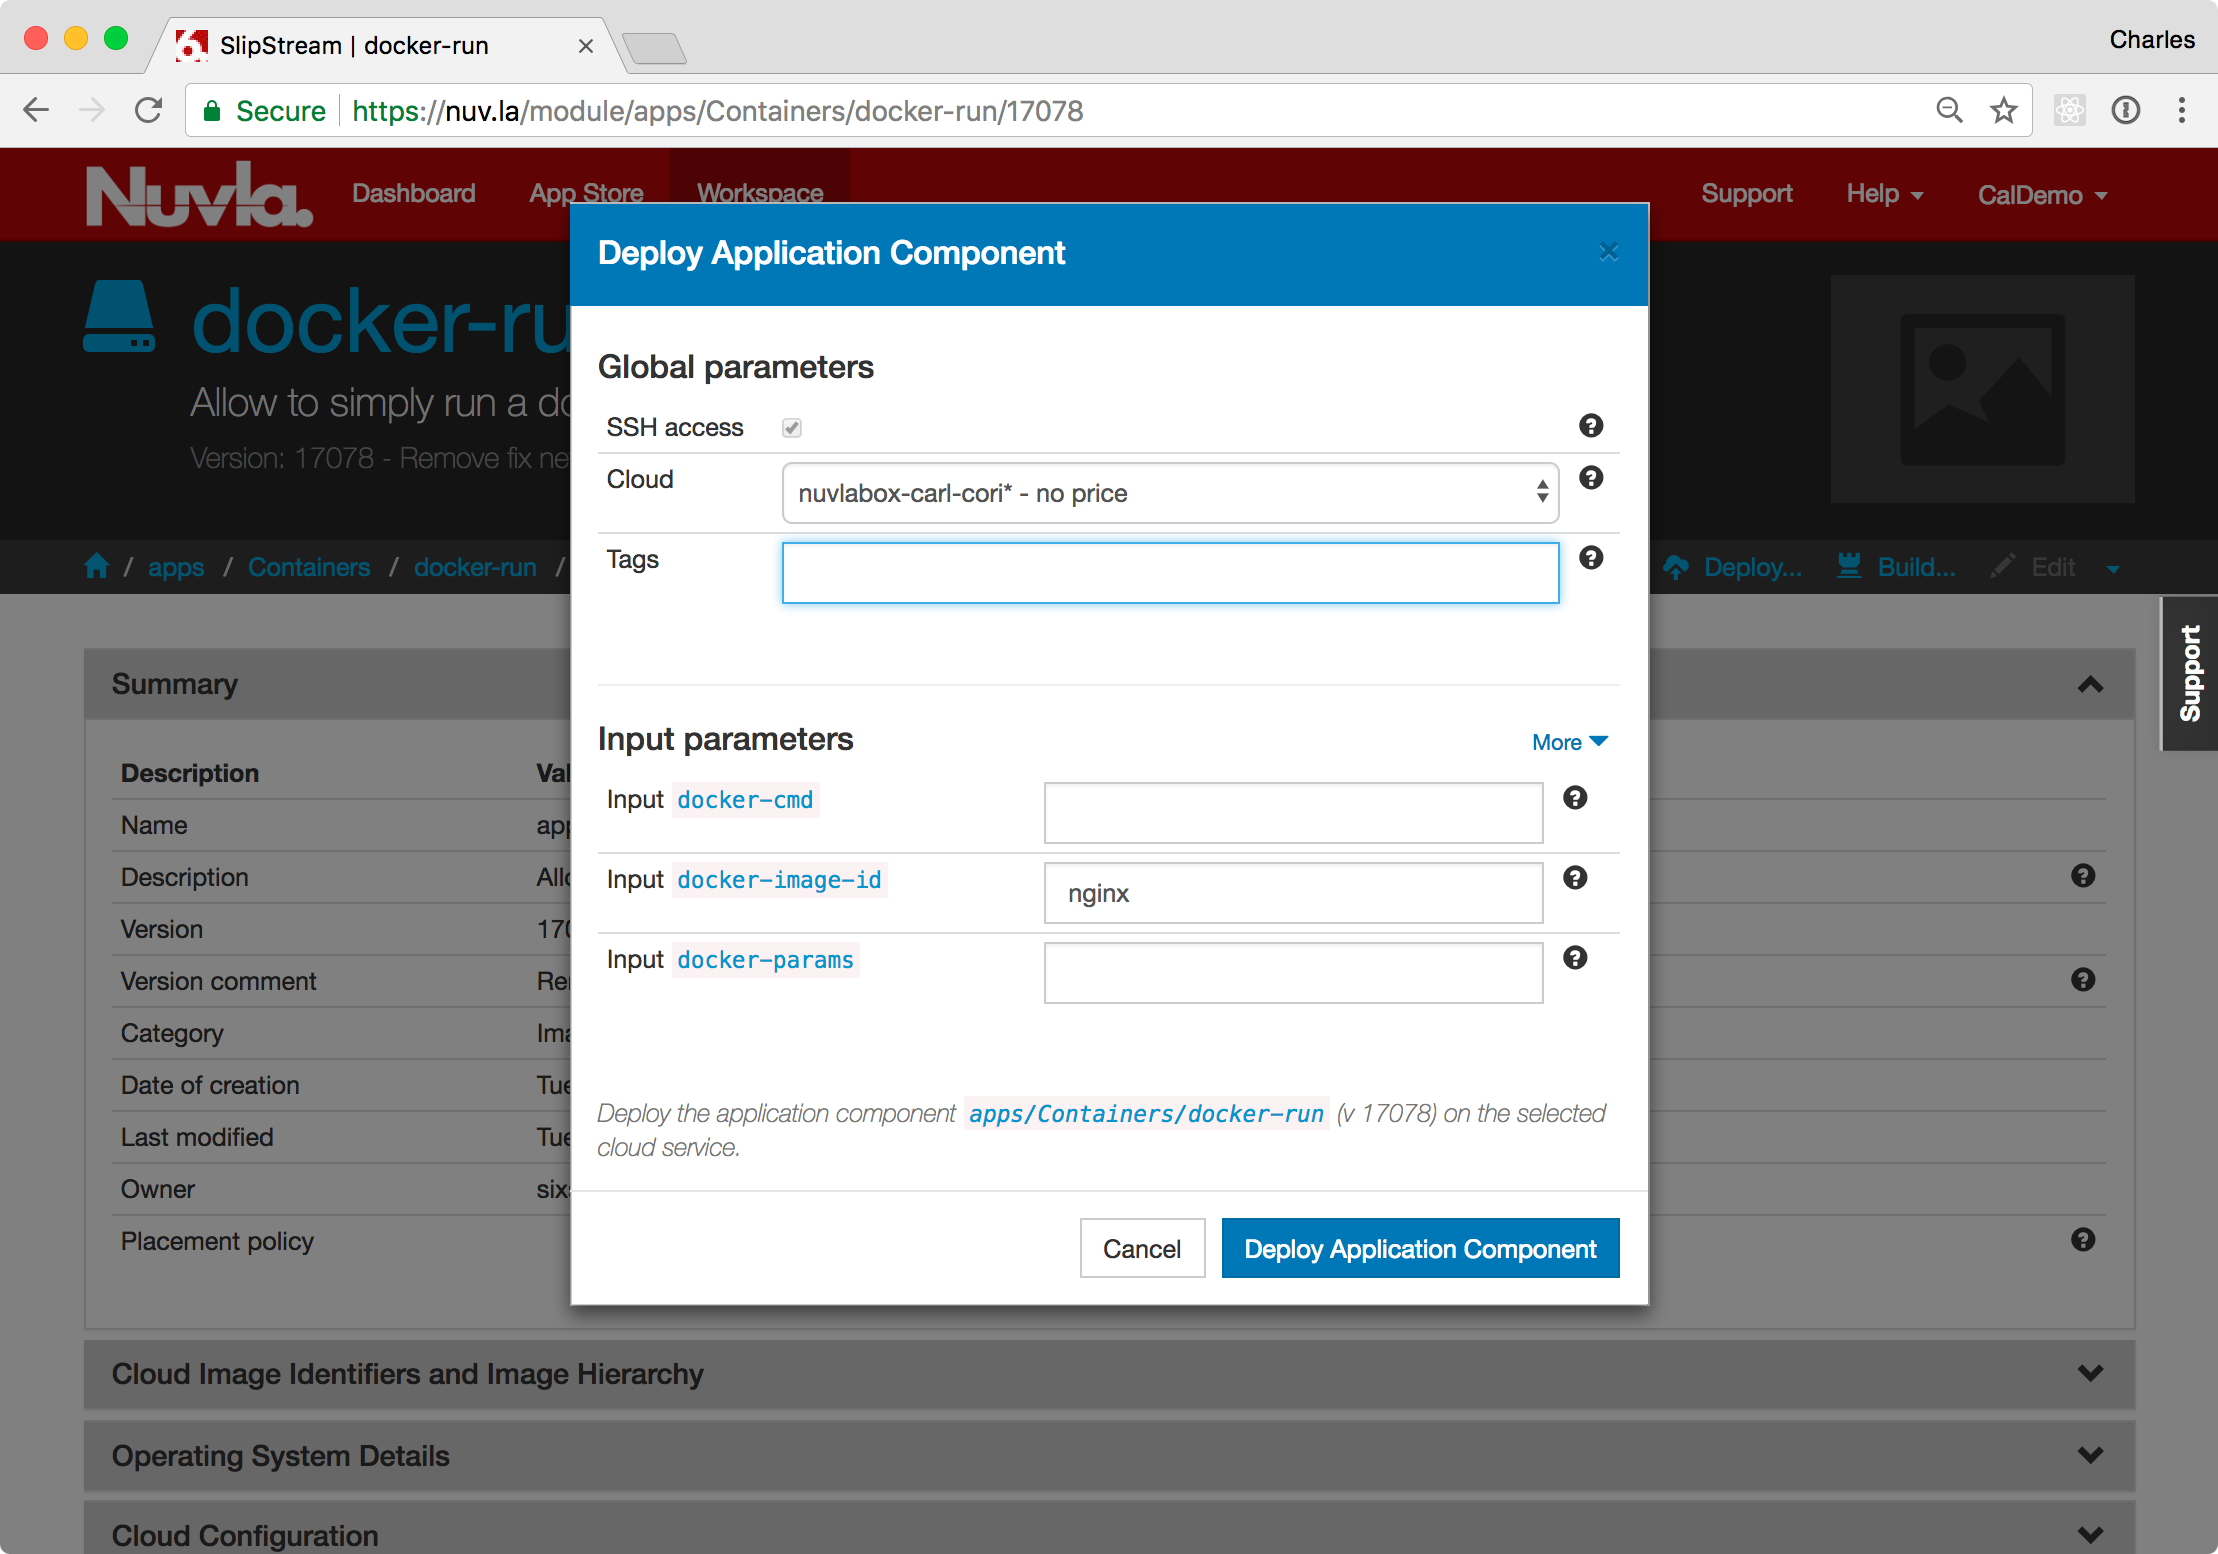 SlipStream | docker-run
Charles
Secure https://nuv.la/module/apps/Containers/docker-run/17078
Nuvla. Dashboard App Store Workspace Support Help CalDemo
Deploy Application Component
docker-ru
Allow to simply run a do
Version: 17078 - Remove fix ne
Global parameters
SSH access
Cloud nuvlabox-carl-cori* - no price
Tags
/ apps / Containers / docker-run / Deploy... Build... Edit
Support
Summary
Input parameters More
Description Val
Input docker-cmd
Name app
Input docker-image-id nginx
Description Allo
Version 170
Input docker-params
Version comment Re
Category Ima
Date of creation Tue
Last modified Tue
Deploy the application component apps/Containers/docker-run (v 17078) on the selected
cloud service.
Owner six
Placement policy
Cancel Deploy Application Component
Cloud Image Identifiers and Image Hierarchy
Operating System Details
Cloud Configuration